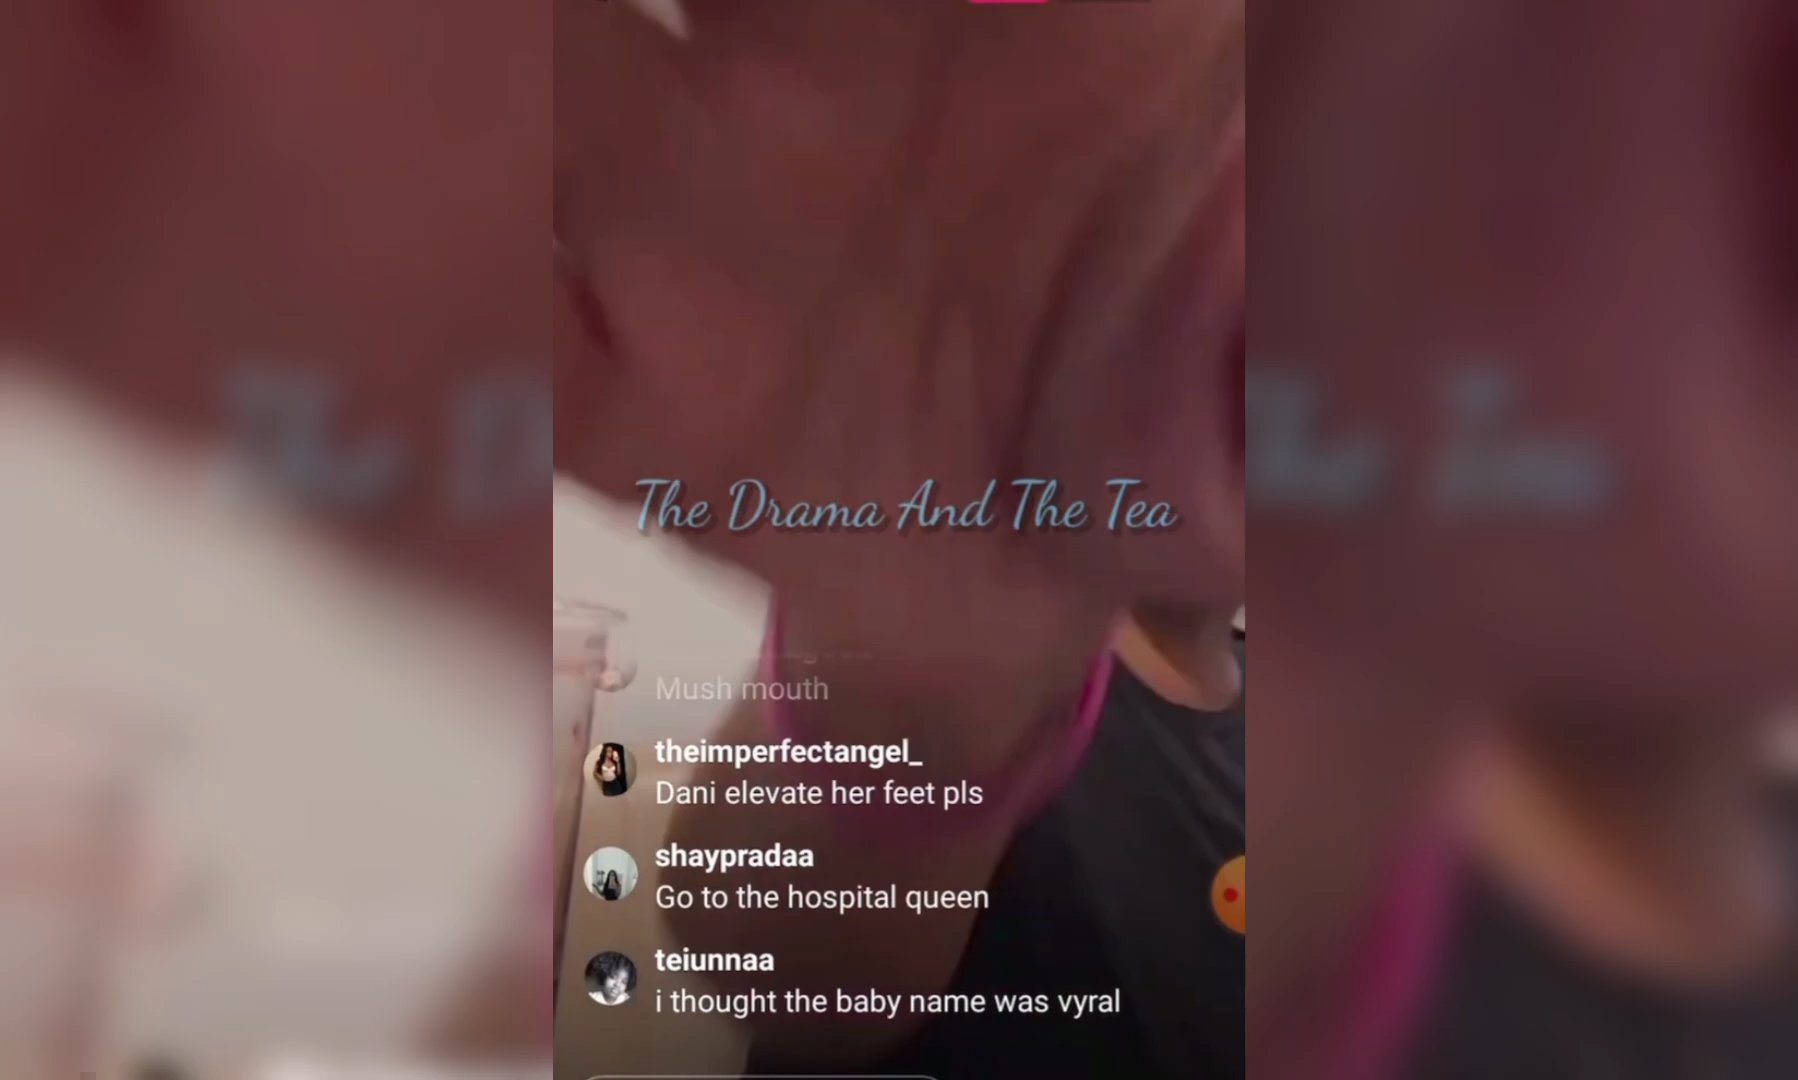 The Drama And The Tea
Mush mouth
theimperfectangel_
Dani elevate her feet pls
shaypradaa
Go to the hospital queen
teiunnaa
i thought the baby name was vyral